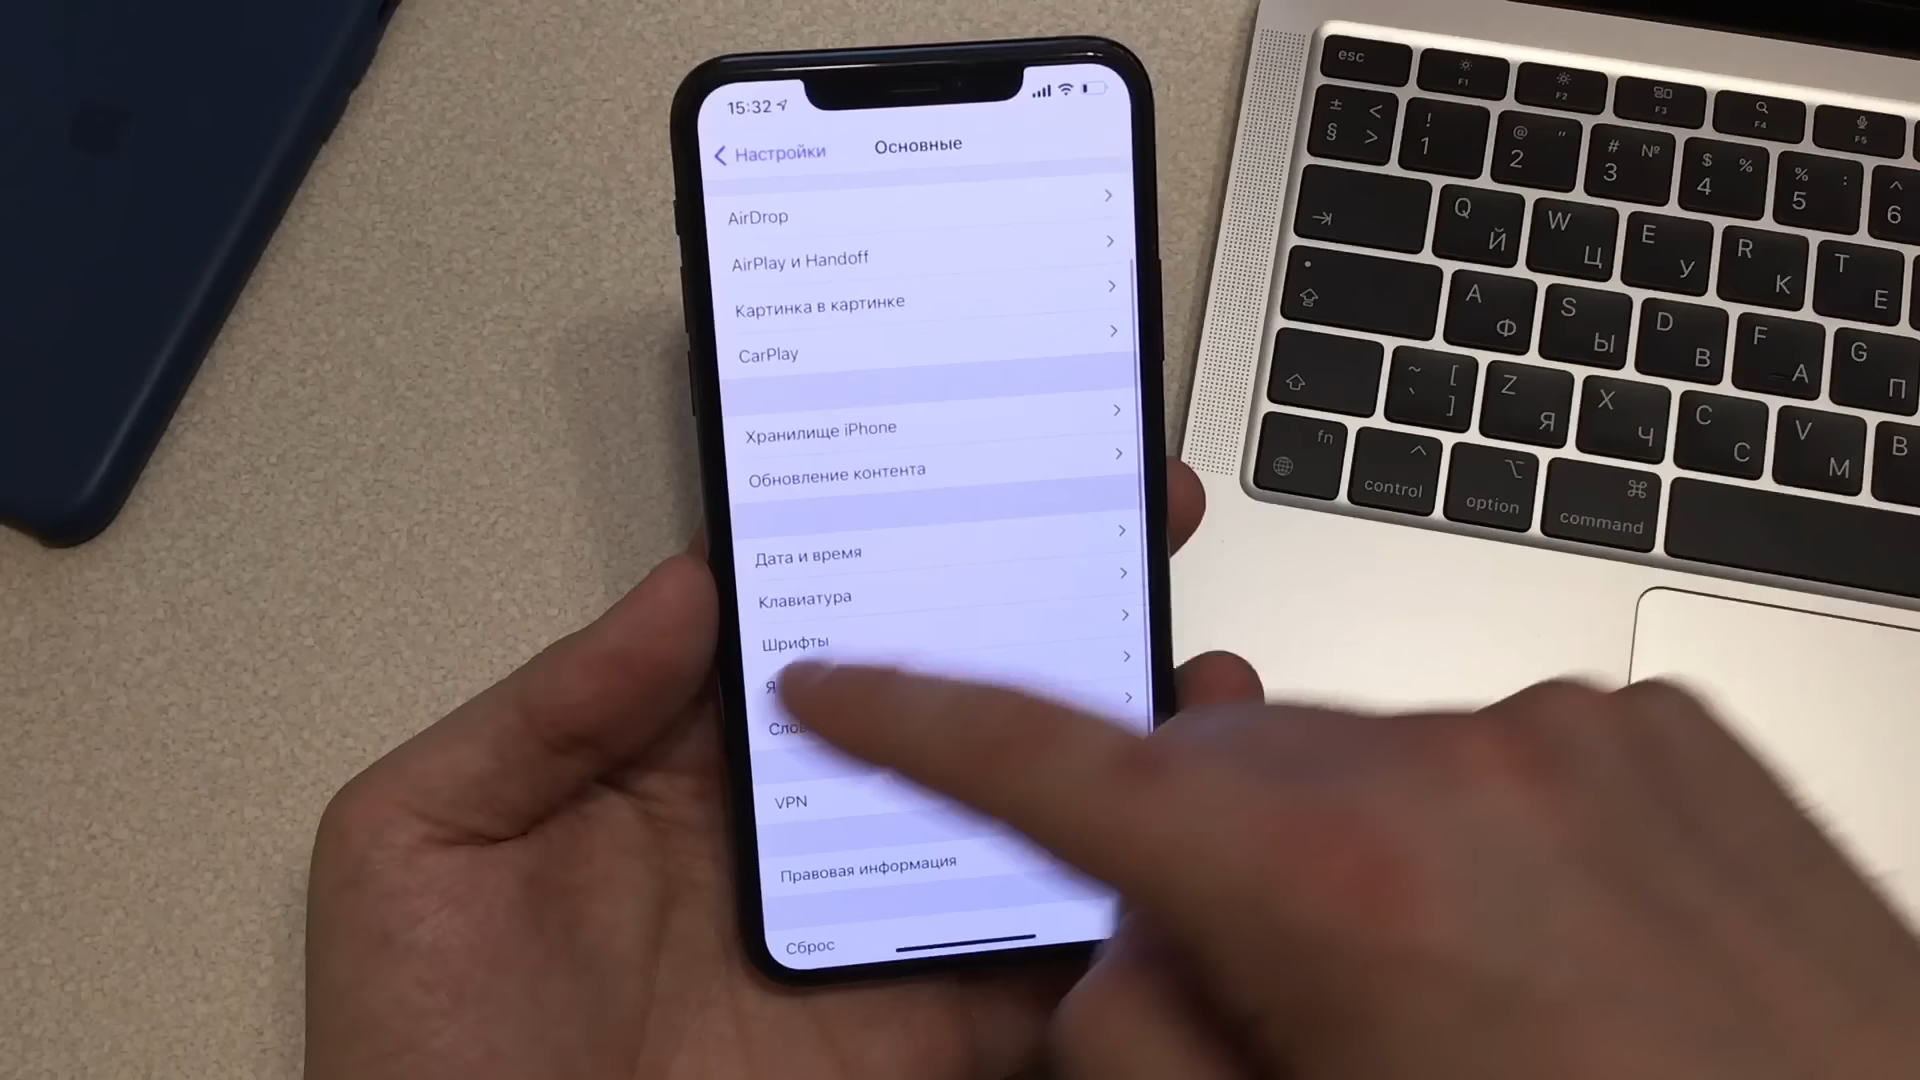 15:32
Настройки
Основные
AirDrop
AirPlay и Handoff
Картинка в картинке
CarPlay
Хранилище iPhone
Обновление контента
Дата и время
Клавиатура
Шрифты
VPN
Правовая информация
Сброс
esc
F1
F2
F3
F4
F5
± § < >
! 1
@ " 2
# № 3
$ % 4
% : 5
^ 6
Q Й
W Ц
E У
R К
T Е
A Ф
S Ы
D В
F А
G П
~ ` [ ]
Z Я
X Ч
C С
V М
B
fn
control
option
command